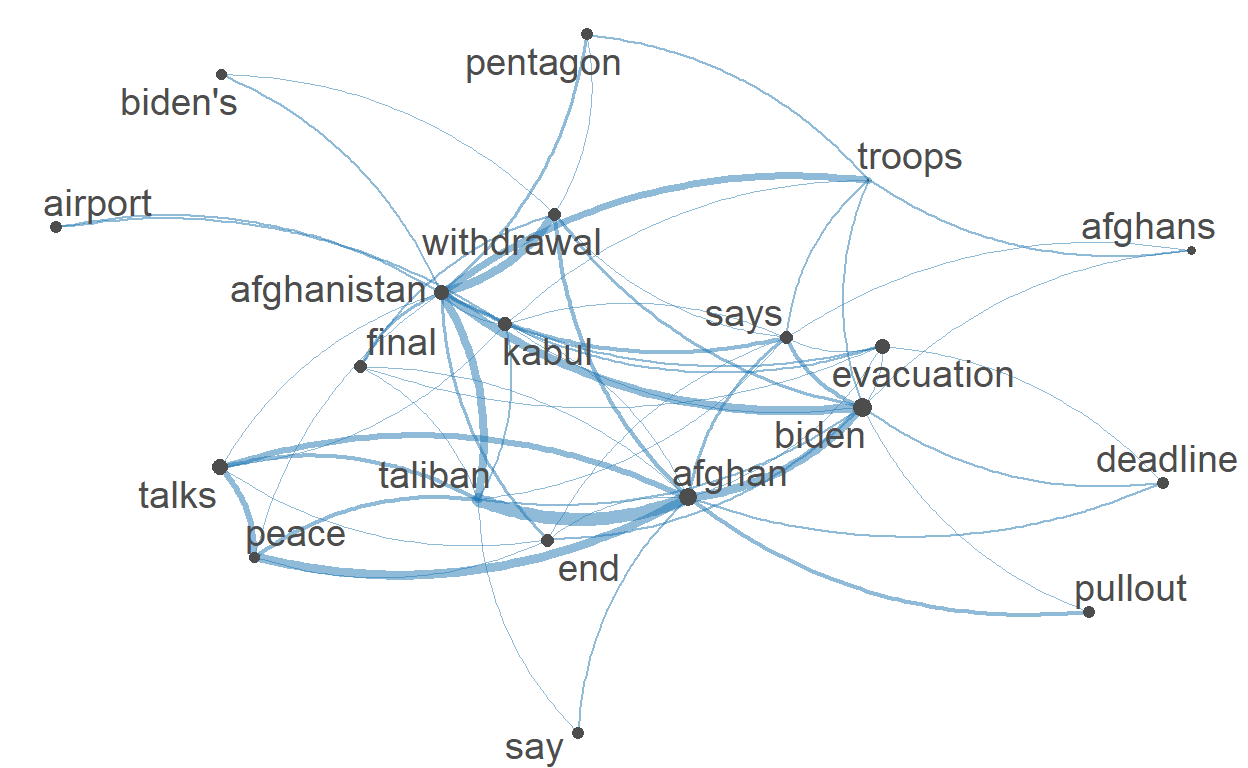 pentagon
biden's
troops
airport
afghans
withdrawal
afghanistan
says
final
kabul
evacuation
biden
deadline
taliban
afghan
talks
peace
end
pullout
say